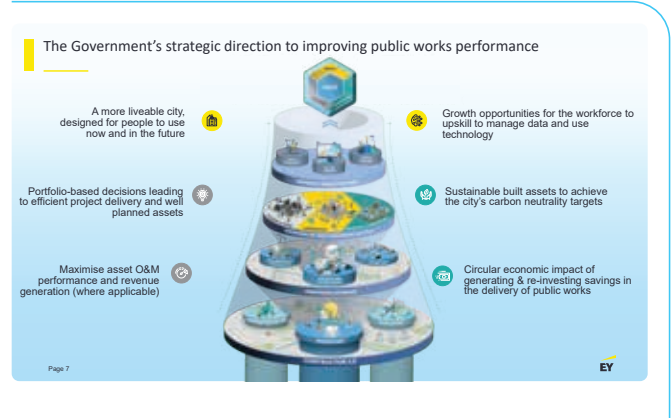 The Government's strategic direction to improving public works performance
A more liveable city,
designed for people to use
now and in the future
Growth opportunities for the workforce to
upskill to manage data and use
technology
Portfolio-based decisions leading
to efficient project delivery and well
planned assets
Sustainable built assets to achieve
the city's carbon neutrality targets
Maximise asset O&M
performance and revenue
generation (where applicable)
Circular economic impact of
generating & re-investing savings in
the delivery of public works
Page 7
EY